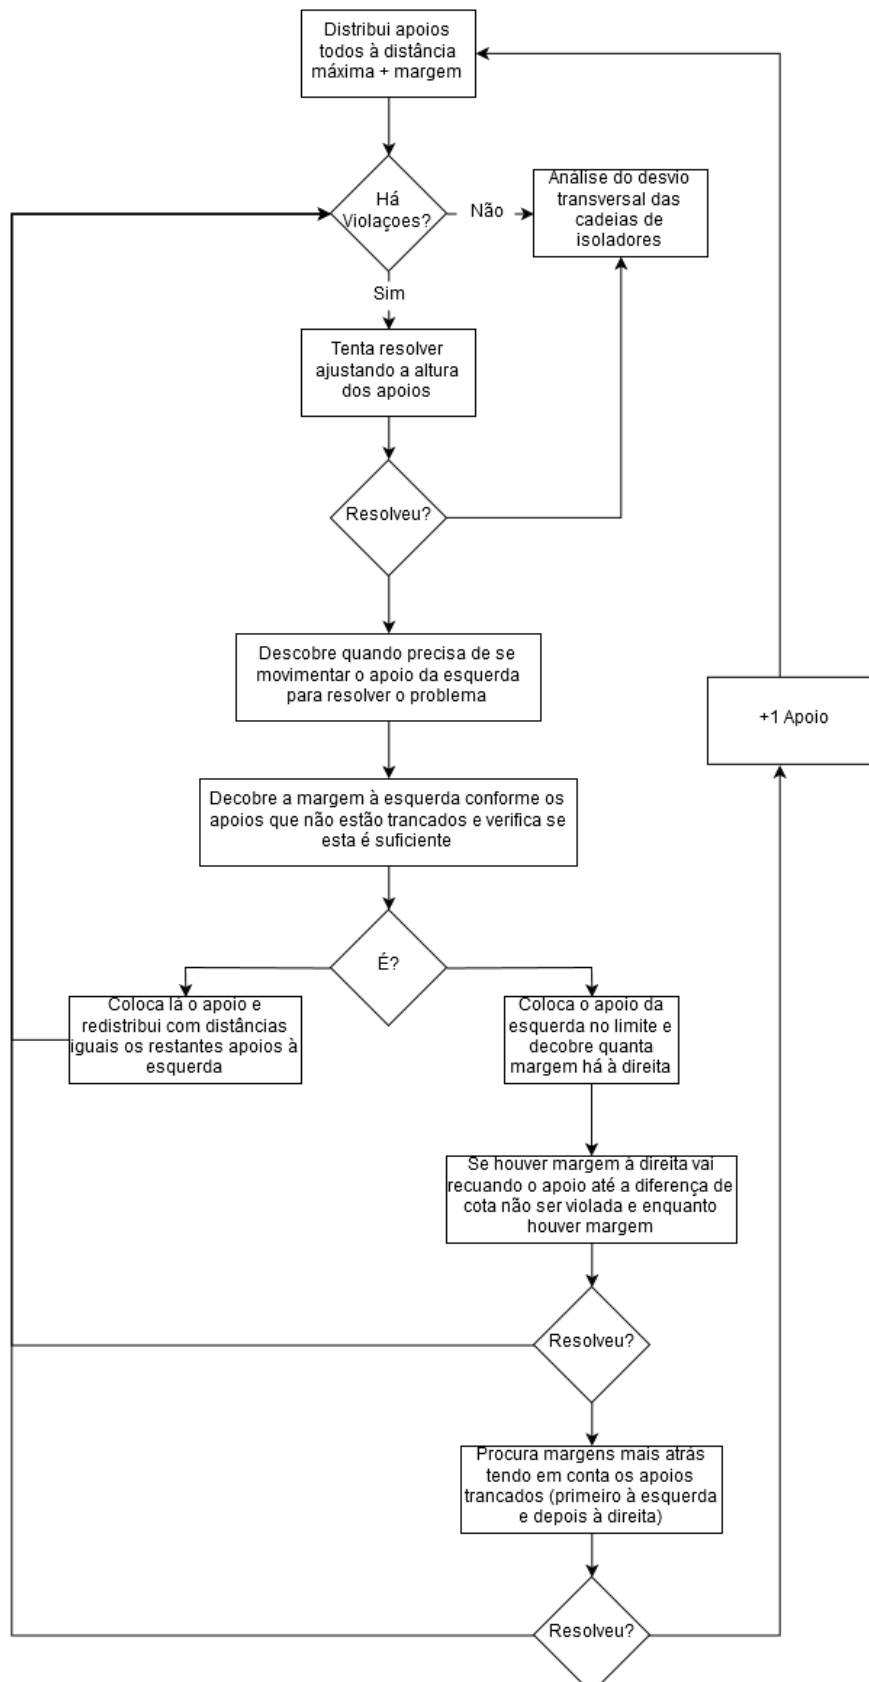 Distribui apoios
todos à distância
máxima + margem
Há
Violaçoes?
Não
Análise do desvio
transversal das
cadeias de
isoladores
Sim
Tenta resolver
ajustando a altura
dos apoios
Resolveu?
Descobre quando precisa de se
movimentar o apoio da esquerda
para resolver o problema
+1 Apoio
Decobre a margem à esquerda conforme os
apoios que não estão trancados e verifica se
esta é suficiente
É?
Coloca lá o apoio e
redistribui com distâncias
iguais os restantes apoios à
esquerda
Coloca o apoio da
esquerda no limite e
decobre quanta
margem há à direita
Se houver margem à direita vai
recuando o apoio até a diferença de
cota não ser violada e enquanto
houver margem
Resolveu?
Procura margens mais atrás
tendo em conta os apoios
trancados (primeiro à esquerda
e depois à direita)
Resolveu?